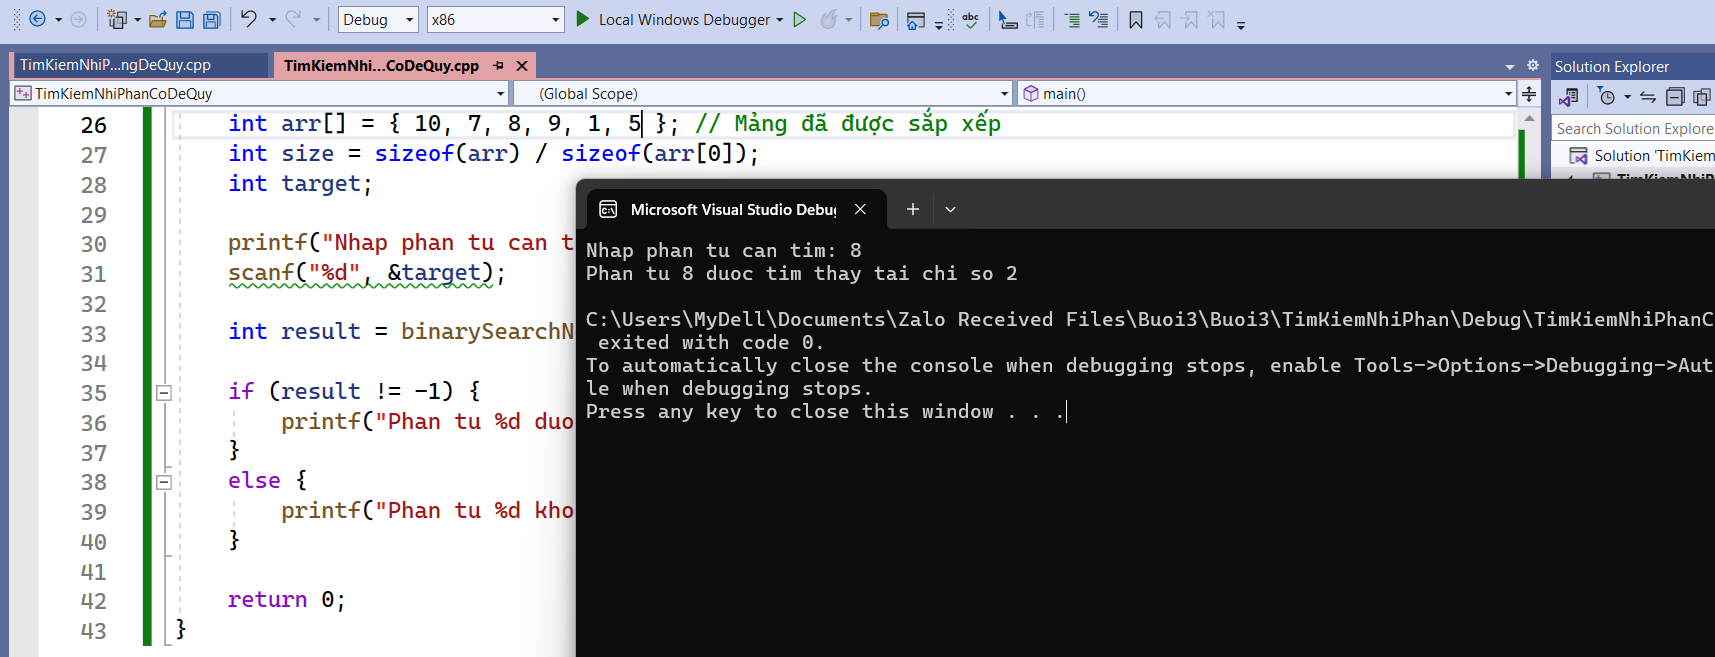 Debug x86 Local Windows Debugger abc
TimKiemNhiP...ngDeQuy.cpp TimKiemNhi...CoDeQuy.cpp Solution Explorer
TimKiemNhiPhanCoDeQuy (Global Scope) main()
Search Solution Explore
Solution 'TimKiem
TimKiemNhiP
26 int arr[] = { 10, 7, 8, 9, 1, 5 }; // Mảng đã được sắp xếp
27 int size = sizeof(arr) / sizeof(arr[0]);
28 int target;
29
30 printf("Nhap phan tu can t
31 scanf("%d", &target);
32
33 int result = binarySearchN
34
35 if (result != -1) {
36 printf("Phan tu %d duo
37 }
38 else {
39 printf("Phan tu %d kho
40 }
41
42 return 0;
43 }
Microsoft Visual Studio Debu
Nhap phan tu can tim: 8
Phan tu 8 duoc tim thay tai chi so 2
C:\Users\MyDell\Documents\Zalo Received Files\Buoi3\Buoi3\TimKiemNhiPhan\Debug\TimKiemNhiPhanC
exited with code 0.
To automatically close the console when debugging stops, enable Tools->Options->Debugging->Aut
le when debugging stops.
Press any key to close this window . . .